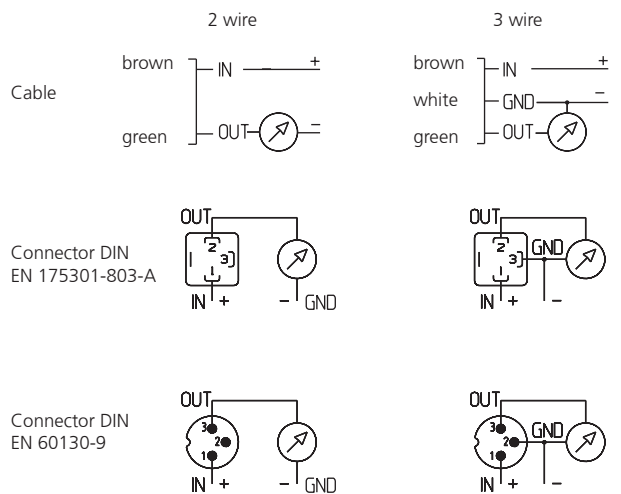 2 wire 3 wire
brown IN – + brown IN +
Cable white GND –
green OUT – green OUT
OUT OUT
2 2
Connector DIN 3 3 GND
EN 175301-803-A 1 1
IN + – GND IN + –
OUT OUT
3 3
Connector DIN 2 2 GND
EN 60130-9 1 1
IN + – GND IN + –